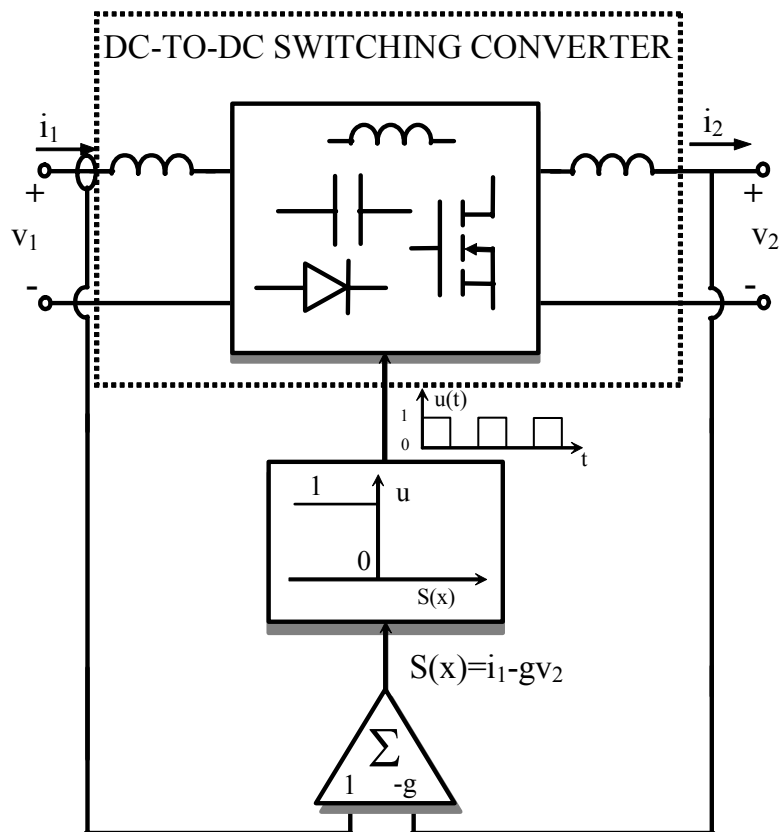 DC-TO-DC SWITCHING CONVERTER
i₁
i₂
+
+
v₁
v₂
-
-
u(t)
1
0
t
1
u
0
S(x)
S(x)=i₁-gv₂
Σ
1 -g